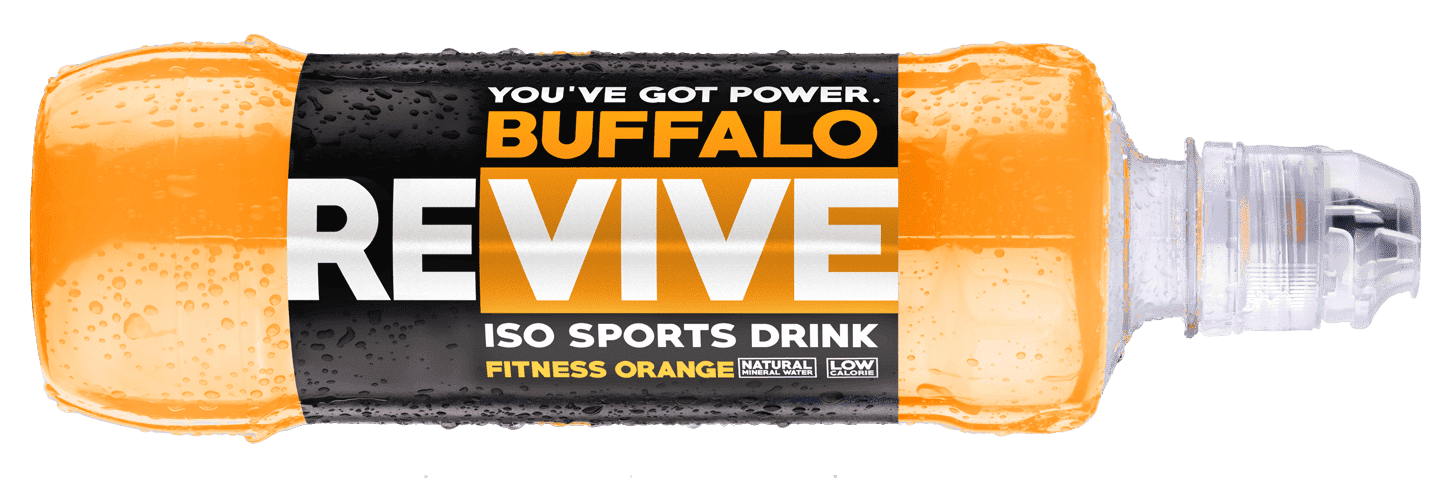 YOU'VE GOT POWER.
BUFFALO
REVIVE
ISO SPORTS DRINK
FITNESS ORANGE NATURAL MINERAL WATER LOW CALORIE